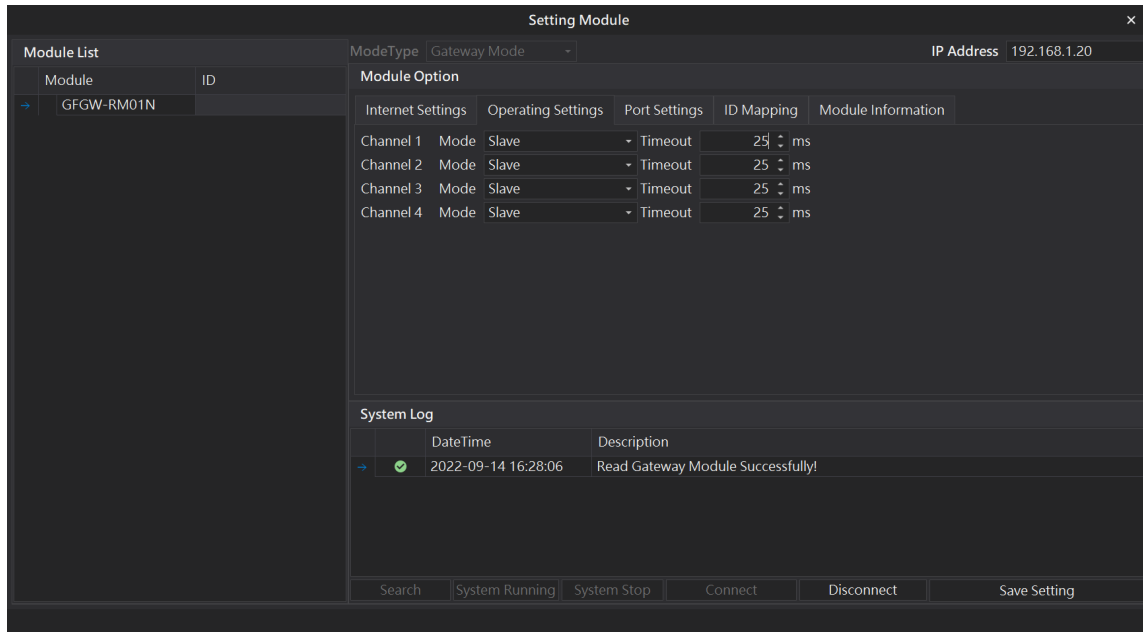 Setting Module ×
Module List
Module ID
GFGW-RM01N
ModeType Gateway Mode IP Address 192.168.1.20
Module Option
Internet Settings Operating Settings Port Settings ID Mapping Module Information
Channel 1 Mode Slave Timeout 25 ms
Channel 2 Mode Slave Timeout 25 ms
Channel 3 Mode Slave Timeout 25 ms
Channel 4 Mode Slave Timeout 25 ms
System Log
DateTime Description
2022-09-14 16:28:06 Read Gateway Module Successfully!
Search System Running System Stop Connect Disconnect Save Setting